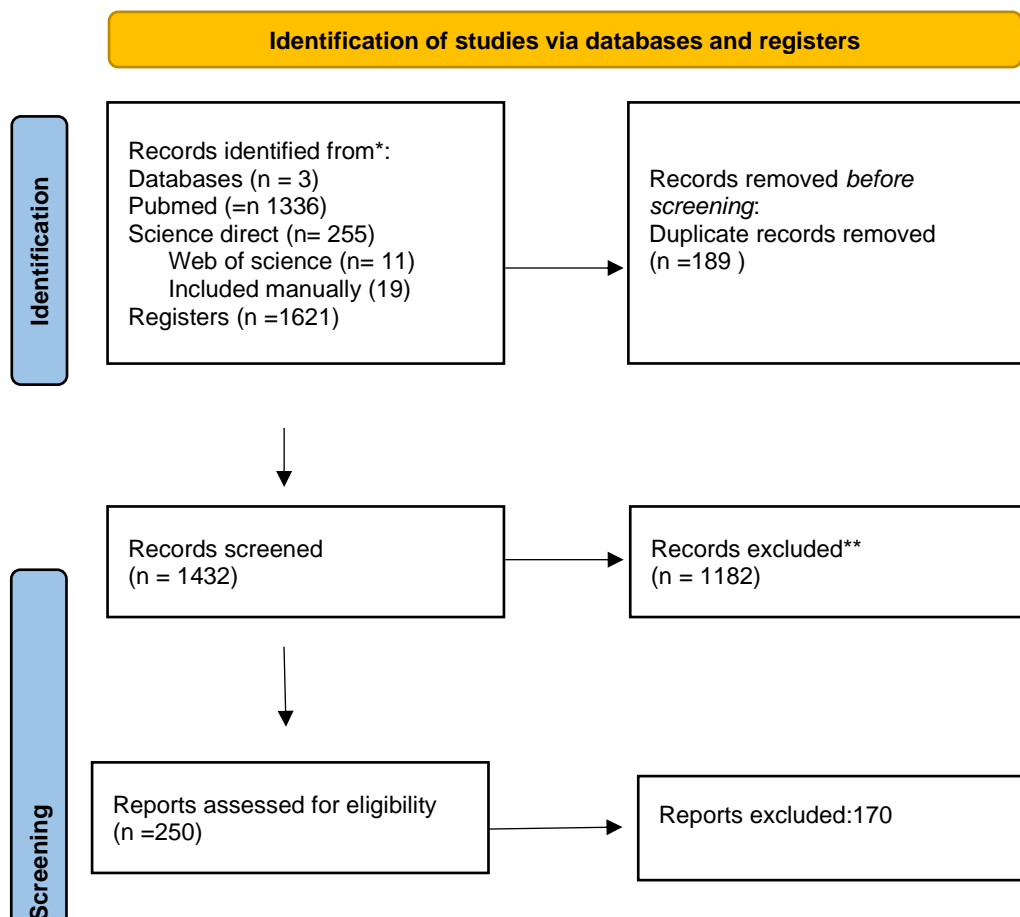 Identification of studies via databases and registers
Identification
Records identified from*:
Databases (n = 3)
Pubmed (=n 1336)
Science direct (n= 255)
Web of science (n= 11)
Included manually (19)
Registers (n =1621)
Records removed before
screening:
Duplicate records removed
(n =189 )
Screening
Records screened
(n = 1432)
Records excluded**
(n = 1182)
Reports assessed for eligibility
(n =250)
Reports excluded:170